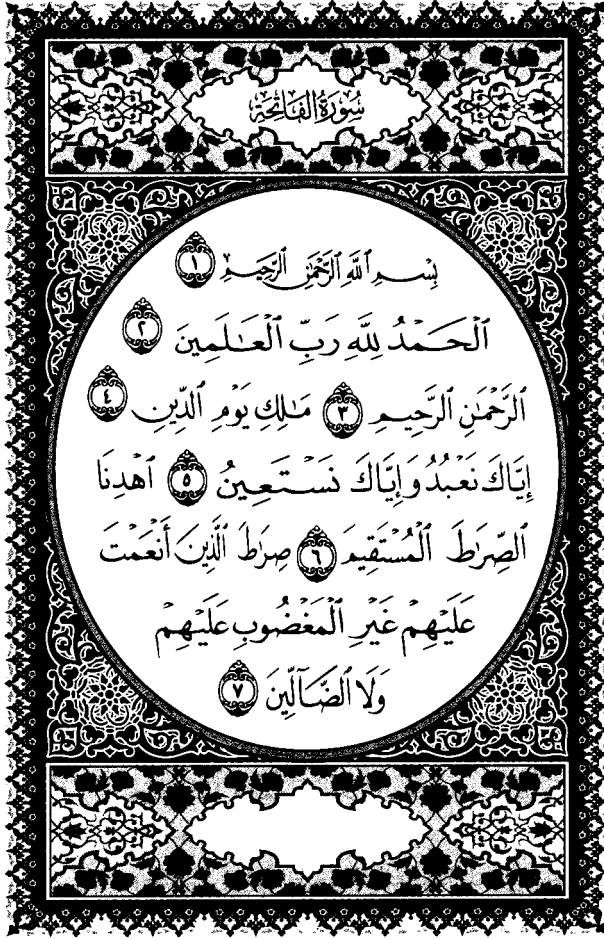 سُورَةُ الفَاتِحَةِ
بِسْمِ ٱللَّهِ ٱلرَّحْمَٰنِ ٱلرَّحِيمِ ١
ٱلْحَمْدُ لِلَّهِ رَبِّ ٱلْعَٰلَمِينَ ٢
ٱلرَّحْمَٰنِ ٱلرَّحِيمِ ٣ مَٰلِكِ يَوْمِ ٱلدِّينِ ٤
إِيَّاكَ نَعْبُدُ وَإِيَّاكَ نَسْتَعِينُ ٥ ٱهْدِنَا
ٱلصِّرَٰطَ ٱلْمُسْتَقِيمَ ٦ صِرَٰطَ ٱلَّذِينَ أَنْعَمْتَ
عَلَيْهِمْ غَيْرِ ٱلْمَغْضُوبِ عَلَيْهِمْ
وَلَا ٱلضَّآلِّينَ ٧